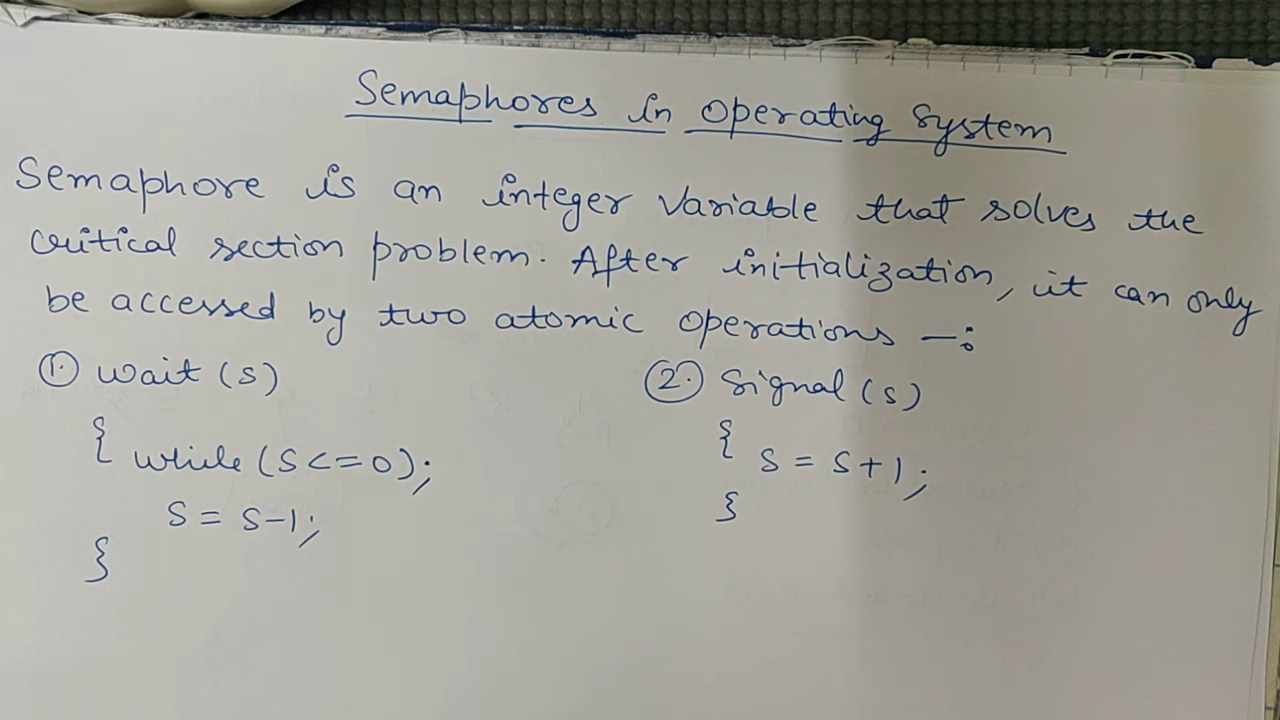 Semaphores in Operating System
Semaphore is an integer variable that solves the
critical section problem. After initialization, it can only
be accessed by two atomic operations —:
① wait (s)
{ while (s <= 0);
s = s-1;
}
② Signal (s)
{
s = s+1;
}